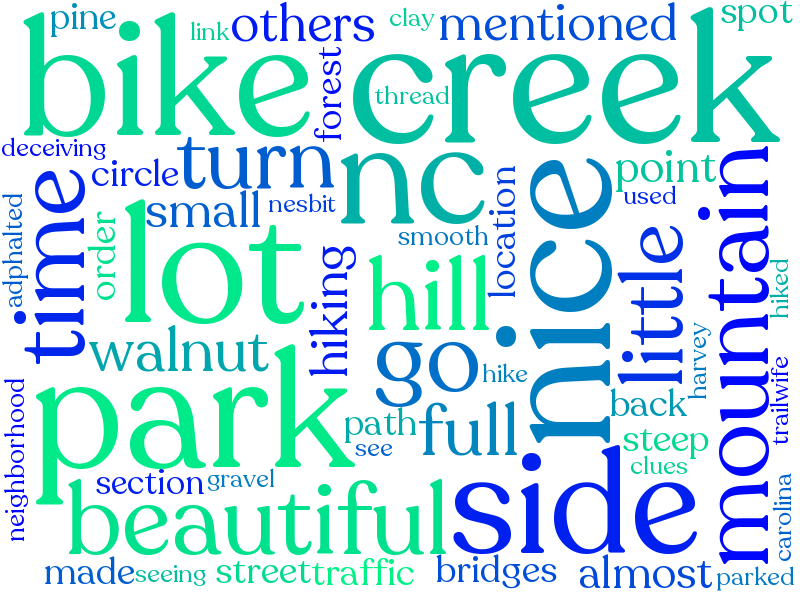 pine
link
others
clay
mentioned
spot
bike
forest
creek
thread
deceiving
circle
turn
nc
point
used
mountain
time
small
nesbit
location
nice
adphalted
order
lot
smooth
little
hiking
hill
hiked
walnut
go
hike
harvey
neighborhood
park
path
see
full
back
steep
clues
trailwife
section
gravel
beautiful
side
carolina
made
seeing
street
traffic
bridges
almost
parked